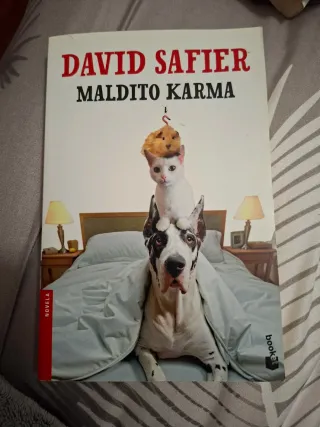 DAVID SAFIER
MALDITO KARMA
NOVELA
booket